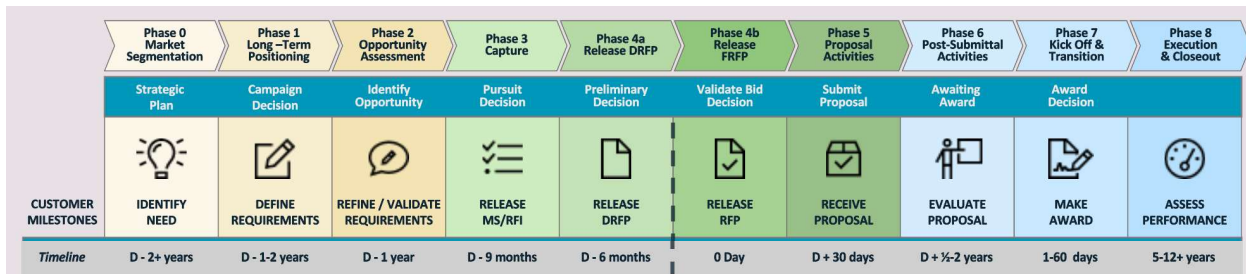 Phase 0
Market
Segmentation
Phase 1
Long –Term
Positioning
Phase 2
Opportunity
Assessment
Phase 3
Capture
Phase 4a
Release DRFP
Phase 4b
Release
FRFP
Phase 5
Proposal
Activities
Phase 6
Post-Submittal
Activities
Phase 7
Kick Off &
Transition
Phase 8
Execution
& Closeout
Strategic
Plan
Campaign
Decision
Identify
Opportunity
Pursuit
Decision
Preliminary
Decision
Validate Bid
Decision
Submit
Proposal
Awaiting
Award
Award
Decision
CUSTOMER
MILESTONES
IDENTIFY
NEED
DEFINE
REQUIREMENTS
REFINE / VALIDATE
REQUIREMENTS
RELEASE
MS/RFI
RELEASE
DRFP
RELEASE
RFP
RECEIVE
PROPOSAL
EVALUATE
PROPOSAL
MAKE
AWARD
ASSESS
PERFORMANCE
Timeline
D - 2+ years
D - 1-2 years
D - 1 year
D - 9 months
D - 6 months
0 Day
D + 30 days
D + ½-2 years
1-60 days
5-12+ years